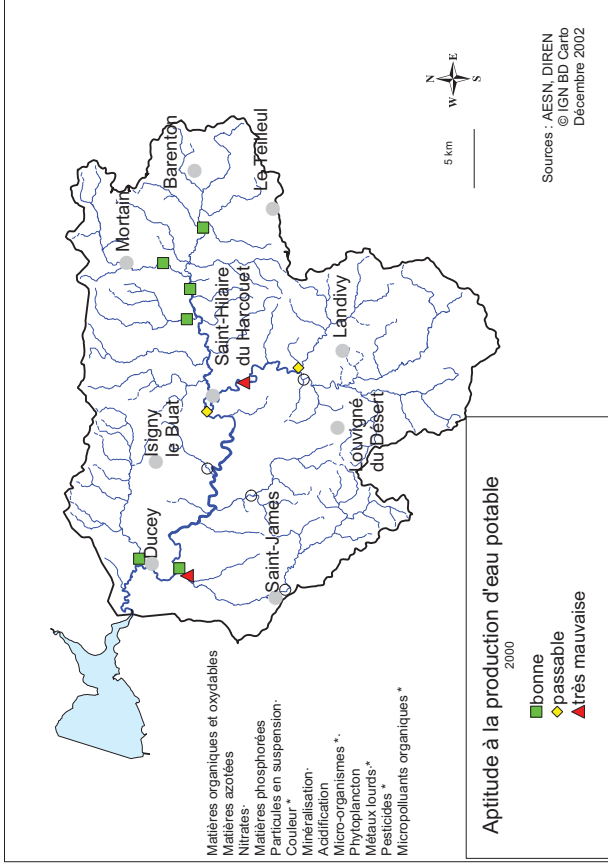 Mortain
Barenton
Le Teilleul
Saint-Hilaire
du Harcouet
Isigny
le Buat
Ducey
Landivy
Louvigné
du Désert
Saint-James
N
W E
S
5 km
Sources : AESN, DIREN
© IGN BD Carto
Décembre 2002
Matières organiques et oxydables
Matières azotées
Nitrates·
Matières phosphorées
Particules en suspension·
Couleur *
Minéralisation·
Acidification
Micro-organismes *·
Phytoplancton
Métaux lourds·*
Pesticides *
Micropolluants organiques *
Aptitude à la production d'eau potable
2000
bonne
passable
très mauvaise